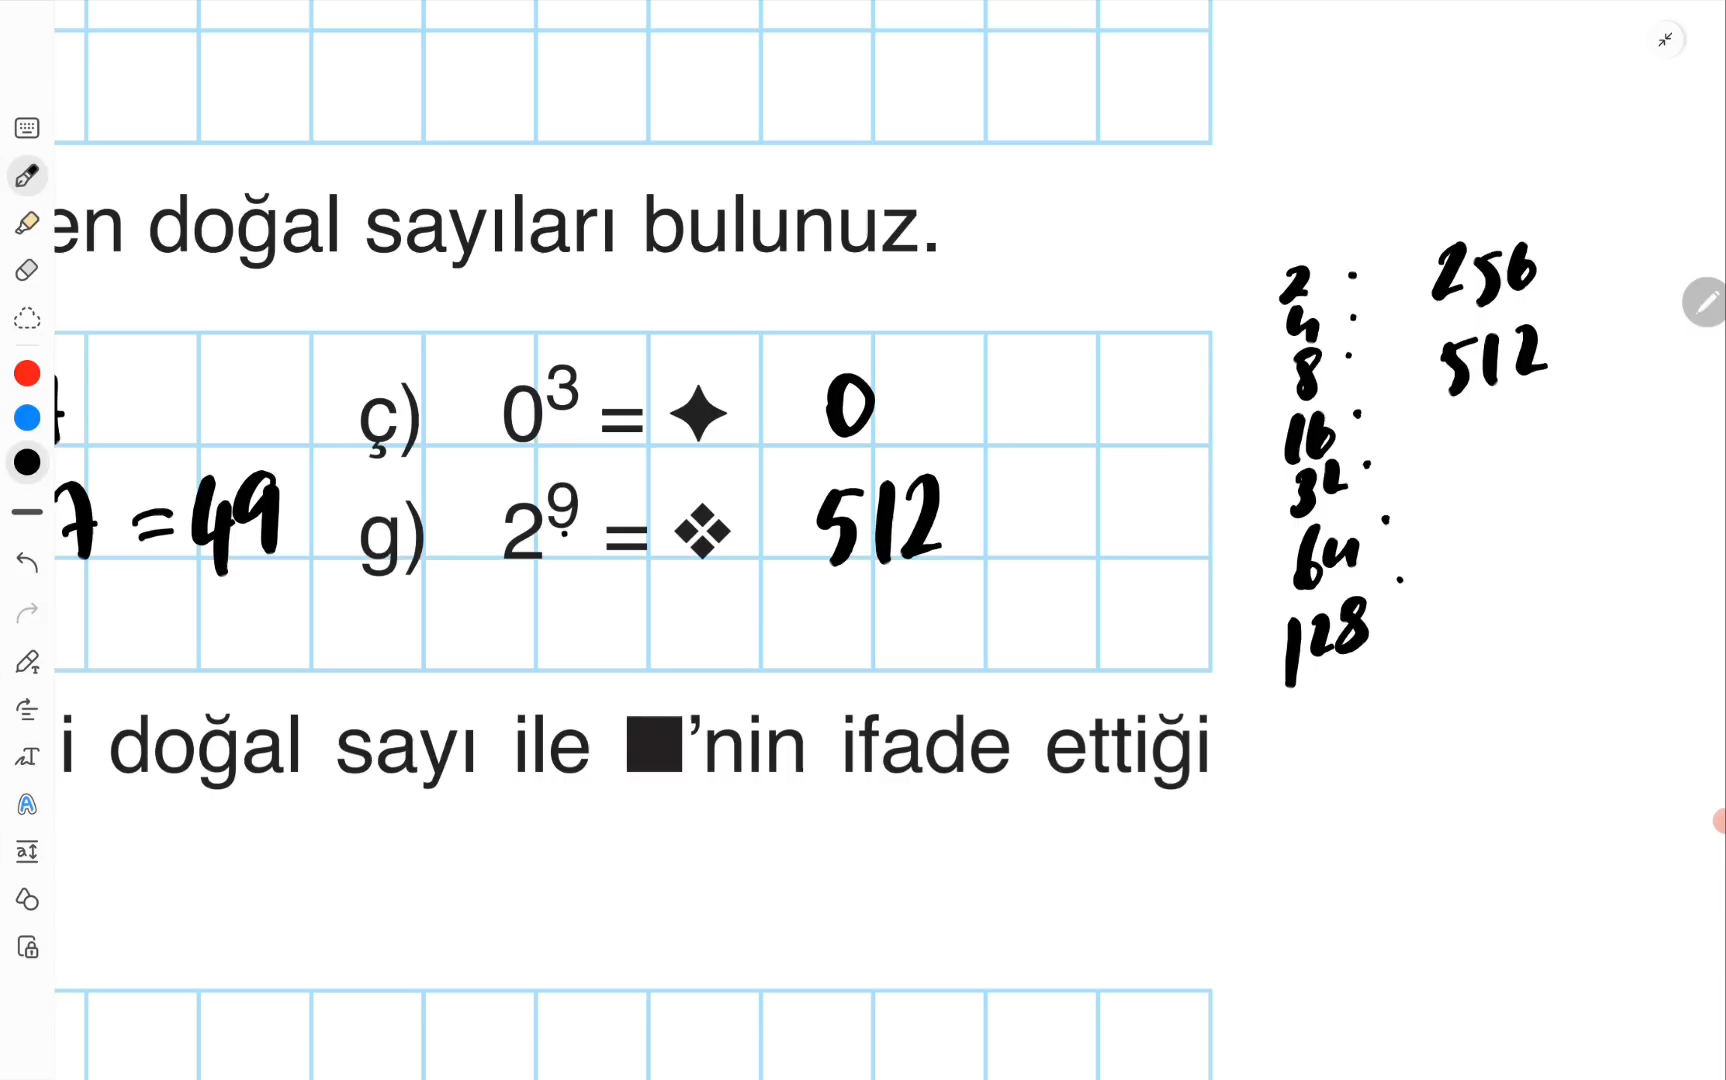 en doğal sayıları bulunuz.
ç) 0³ = ✦ 0
7 = 49 g) 2⁹ = ❖ 512
i doğal sayı ile ■’nin ifade ettiği
2 .
4 .
8 .
16 .
32 .
64 .
128 .
256
512